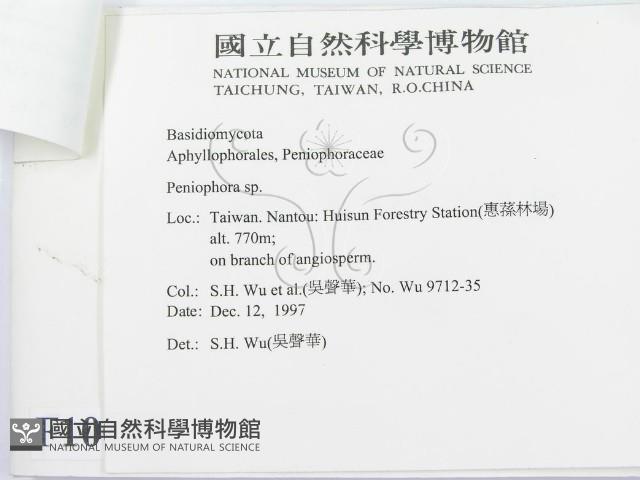 國立自然科學博物館
NATIONAL MUSEUM OF NATURAL SCIENCE
TAICHUNG, TAIWAN, R.O.CHINA
Basidiomycota
Aphyllophorales, Peniophoraceae
Peniophora sp.
Loc.: Taiwan. Nantou: Huisun Forestry Station(惠蓀林場)
alt. 770m;
on branch of angiosperm.
Col.: S.H. Wu et al.(吳聲華); No. Wu 9712-35
Date: Dec. 12, 1997
Det.: S.H. Wu(吳聲華)
國立自然科學博物館
NATIONAL MUSEUM OF NATURAL SCIENCE